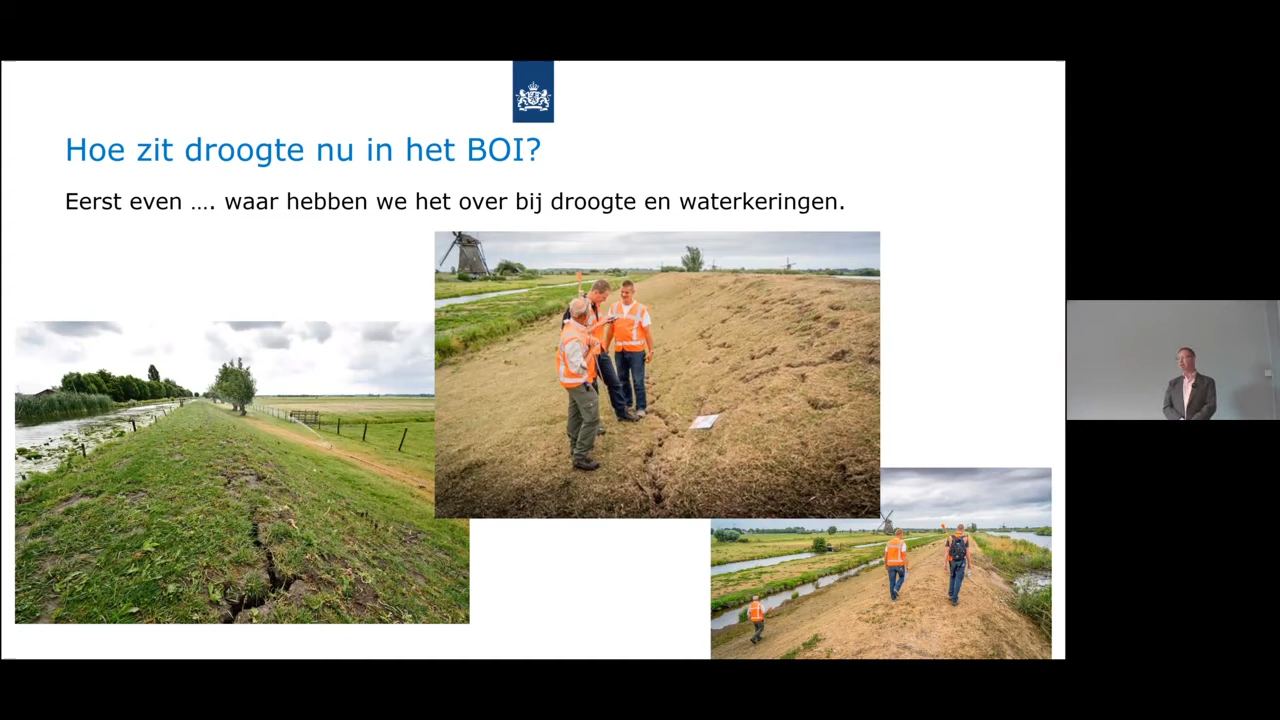 Hoe zit droogte nu in het BOI?
Eerst even …. waar hebben we het over bij droogte en waterkeringen.